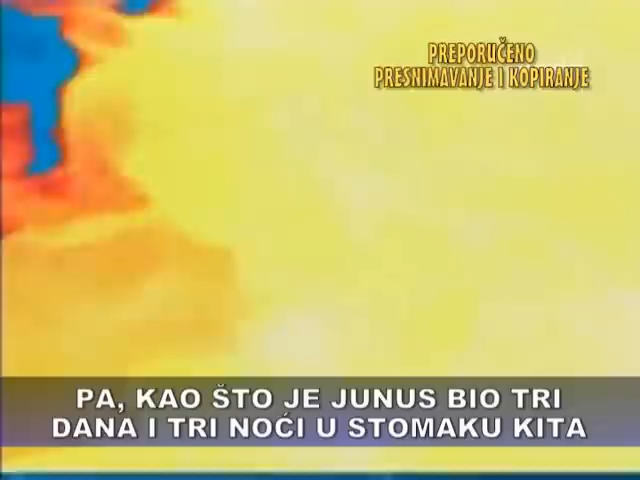 PREPORUČENO
PRESNIMAVANJE I KOPIRANJE
PA, KAO ŠTO JE JUNUS BIO TRI
DANA I TRI NOĆI U STOMAKU KITA